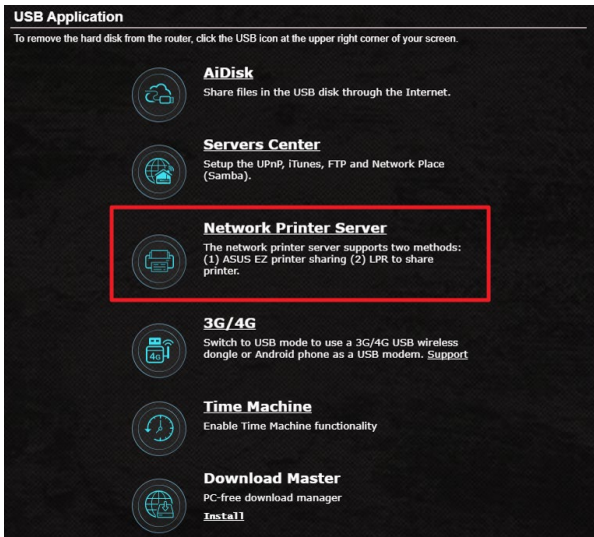 USB Application
To remove the hard disk from the router, click the USB icon at the upper right corner of your screen.
AiDisk
Share files in the USB disk through the Internet.
Servers Center
Setup the UPnP, iTunes, FTP and Network Place
(Samba).
Network Printer Server
The network printer server supports two methods:
(1) ASUS EZ printer sharing (2) LPR to share
printer.
3G/4G
Switch to USB mode to use a 3G/4G USB wireless
dongle or Android phone as a USB modem. Support
4G
Time Machine
Enable Time Machine functionality
Download Master
PC-free download manager
Install